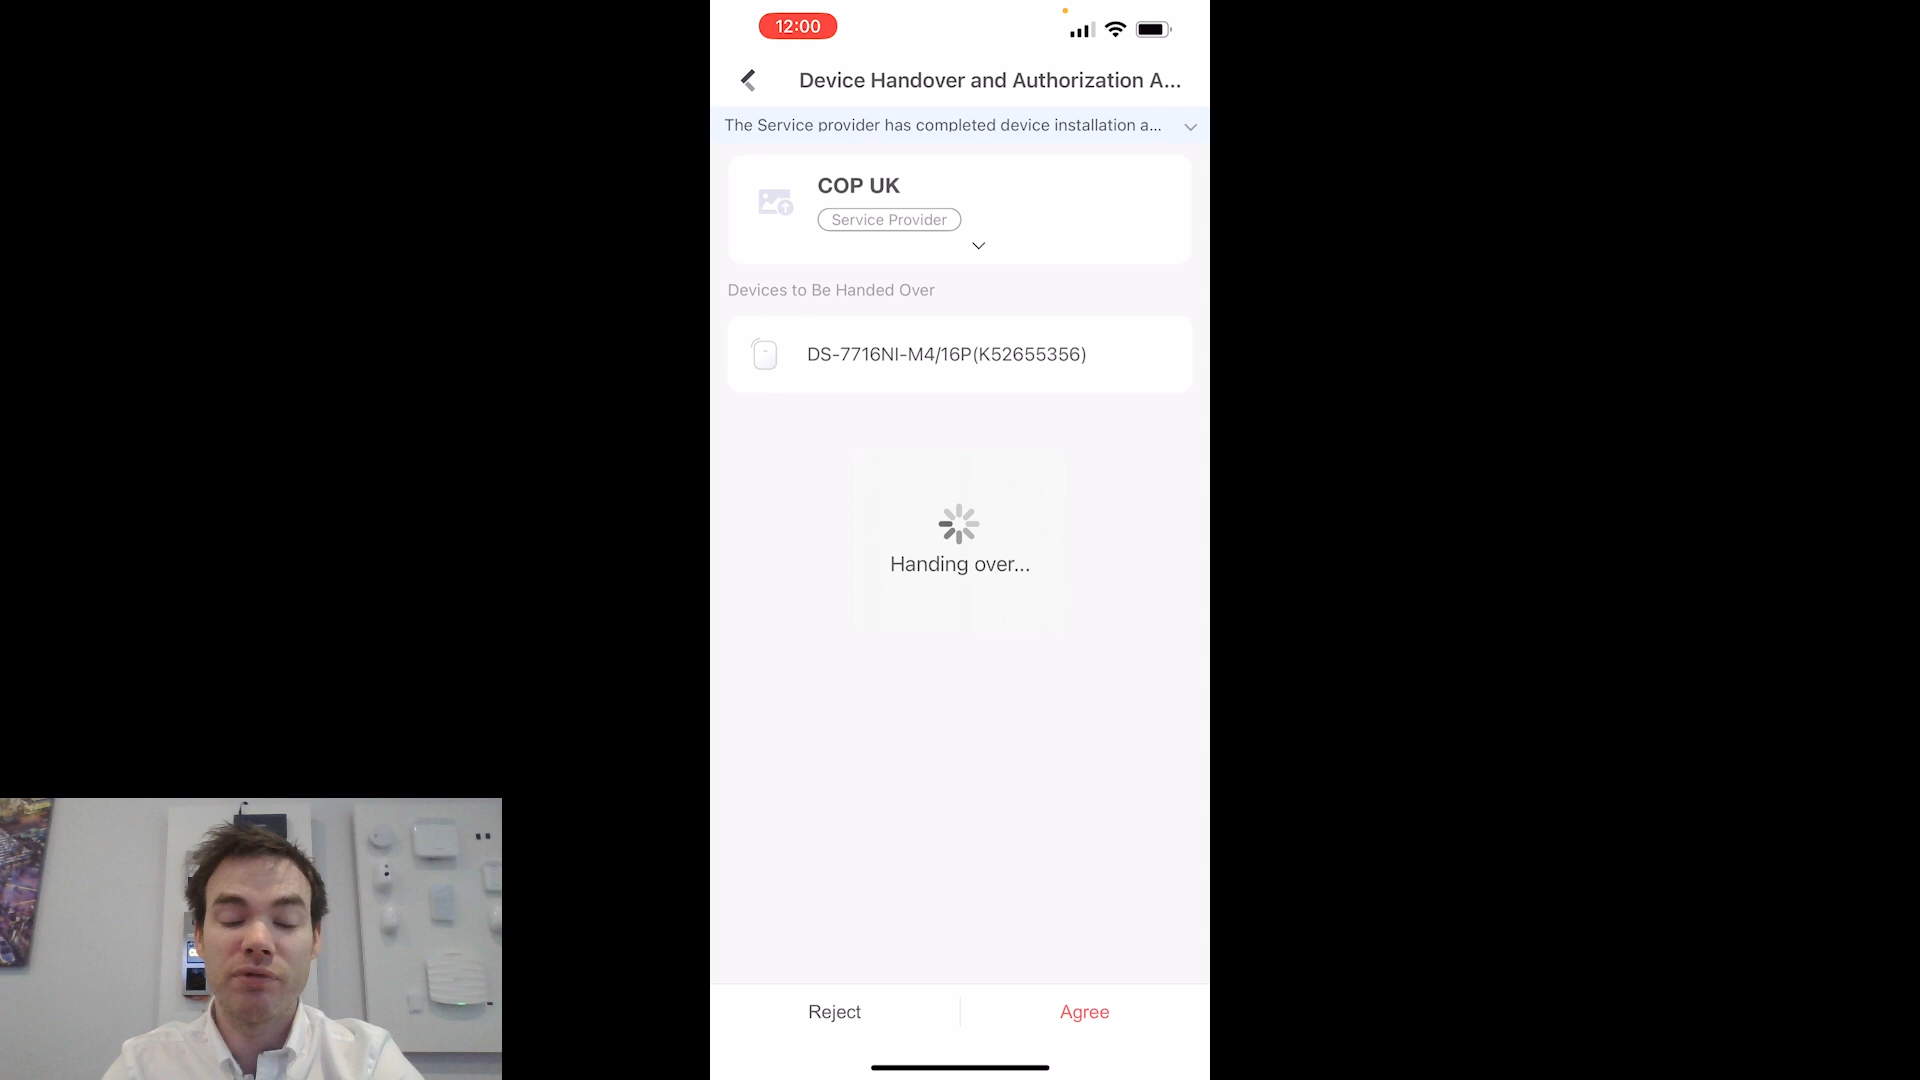 12:00
Device Handover and Authorization A...
The Service provider has completed device installation a...
COP UK
Service Provider
Devices to Be Handed Over
DS-7716NI-M4/16P(K52655356)
Handing over...
Reject
Agree